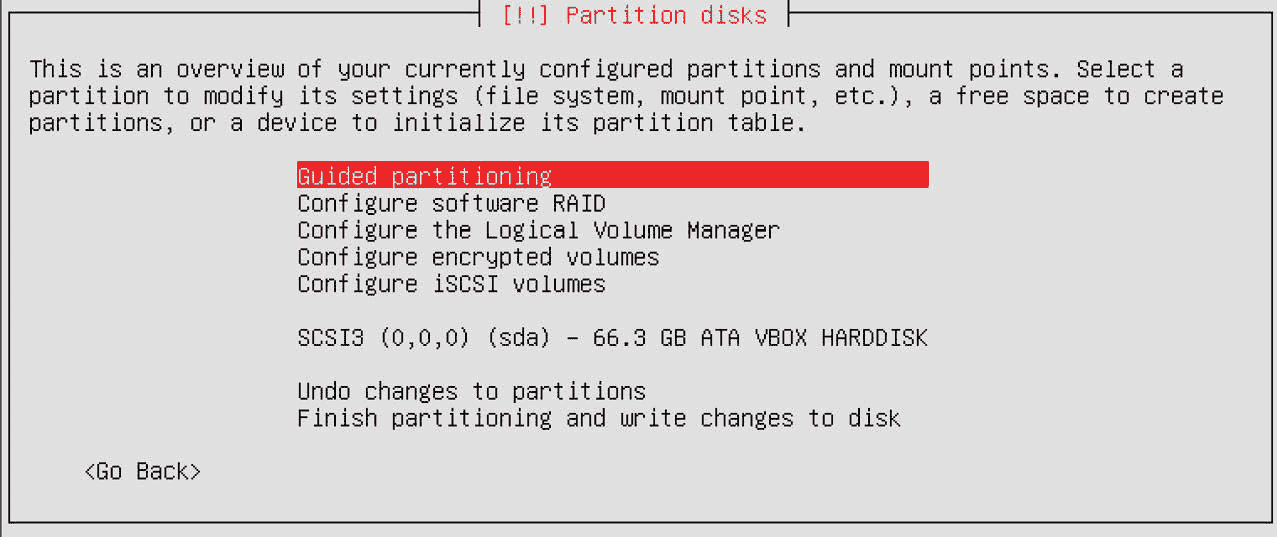 [!!] Partition disks
This is an overview of your currently configured partitions and mount points. Select a
partition to modify its settings (file system, mount point, etc.), a free space to create
partitions, or a device to initialize its partition table.
Guided partitioning
Configure software RAID
Configure the Logical Volume Manager
Configure encrypted volumes
Configure iSCSI volumes
SCSI3 (0,0,0) (sda) – 66.3 GB ATA VBOX HARDDISK
Undo changes to partitions
Finish partitioning and write changes to disk
<Go Back>